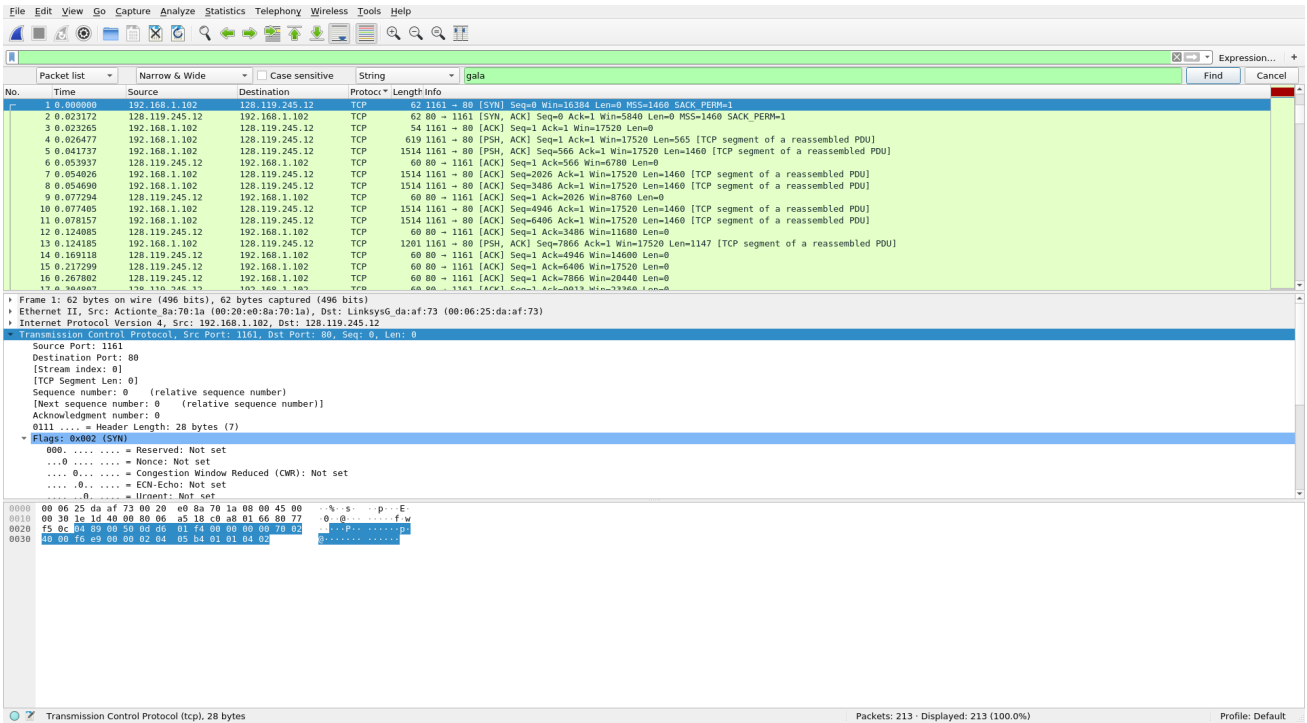 File Edit View Go Capture Analyze Statistics Telephony Wireless Tools Help
Expression... +
Packet list Narrow & Wide Case sensitive String gala Find Cancel
No. Time Source Destination Protoco Length Info
1 0.000000 192.168.1.102 128.119.245.12 TCP 62 1161 → 80 [SYN] Seq=0 Win=16384 Len=0 MSS=1460 SACK_PERM=1
2 0.023172 128.119.245.12 192.168.1.102 TCP 62 80 → 1161 [SYN, ACK] Seq=0 Ack=1 Win=5840 Len=0 MSS=1460 SACK_PERM=1
3 0.023265 192.168.1.102 128.119.245.12 TCP 54 1161 → 80 [ACK] Seq=1 Ack=1 Win=17520 Len=0
4 0.026477 192.168.1.102 128.119.245.12 TCP 619 1161 → 80 [PSH, ACK] Seq=1 Ack=1 Win=17520 Len=565 [TCP segment of a reassembled PDU]
5 0.041737 192.168.1.102 128.119.245.12 TCP 1514 1161 → 80 [PSH, ACK] Seq=566 Ack=1 Win=17520 Len=1460 [TCP segment of a reassembled PDU]
6 0.053937 128.119.245.12 192.168.1.102 TCP 60 80 → 1161 [ACK] Seq=1 Ack=566 Win=6780 Len=0
7 0.054026 192.168.1.102 128.119.245.12 TCP 1514 1161 → 80 [ACK] Seq=2026 Ack=1 Win=17520 Len=1460 [TCP segment of a reassembled PDU]
8 0.054690 192.168.1.102 128.119.245.12 TCP 1514 1161 → 80 [ACK] Seq=3486 Ack=1 Win=17520 Len=1460 [TCP segment of a reassembled PDU]
9 0.077294 128.119.245.12 192.168.1.102 TCP 60 80 → 1161 [ACK] Seq=1 Ack=2026 Win=8760 Len=0
10 0.077405 192.168.1.102 128.119.245.12 TCP 1514 1161 → 80 [ACK] Seq=4946 Ack=1 Win=17520 Len=1460 [TCP segment of a reassembled PDU]
11 0.078157 192.168.1.102 128.119.245.12 TCP 1514 1161 → 80 [ACK] Seq=6406 Ack=1 Win=17520 Len=1460 [TCP segment of a reassembled PDU]
12 0.124085 128.119.245.12 192.168.1.102 TCP 60 80 → 1161 [ACK] Seq=1 Ack=3486 Win=11680 Len=0
13 0.124185 192.168.1.102 128.119.245.12 TCP 1201 1161 → 80 [PSH, ACK] Seq=7866 Ack=1 Win=17520 Len=1147 [TCP segment of a reassembled PDU]
14 0.169118 128.119.245.12 192.168.1.102 TCP 60 80 → 1161 [ACK] Seq=1 Ack=4946 Win=14600 Len=0
15 0.217299 128.119.245.12 192.168.1.102 TCP 60 80 → 1161 [ACK] Seq=1 Ack=6406 Win=17520 Len=0
16 0.267802 128.119.245.12 192.168.1.102 TCP 60 80 → 1161 [ACK] Seq=1 Ack=7866 Win=20440 Len=0
17 0.304807 128.119.245.12 192.168.1.102 TCP 60 80 → 1161 [ACK] Seq=1 Ack=9013 Win=23360 Len=0
Frame 1: 62 bytes on wire (496 bits), 62 bytes captured (496 bits)
Ethernet II, Src: Actionte_8a:70:1a (00:20:e0:8a:70:1a), Dst: LinksysG_da:af:73 (00:06:25:da:af:73)
Internet Protocol Version 4, Src: 192.168.1.102, Dst: 128.119.245.12
Transmission Control Protocol, Src Port: 1161, Dst Port: 80, Seq: 0, Len: 0
Source Port: 1161
Destination Port: 80
[Stream index: 0]
[TCP Segment Len: 0]
Sequence number: 0 (relative sequence number)
[Next sequence number: 0 (relative sequence number)]
Acknowledgment number: 0
0111 .... = Header Length: 28 bytes (7)
Flags: 0x002 (SYN)
000. .... .... = Reserved: Not set
...0 .... .... = Nonce: Not set
.... 0... .... = Congestion Window Reduced (CWR): Not set
.... .0.. .... = ECN-Echo: Not set
.... ..0. .... = Urgent: Not set
0000 00 06 25 da af 73 00 20 e0 8a 70 1a 08 00 45 00 ··%··s·  ··p···E·
0010 00 30 1e 1d 40 00 80 06 a5 18 c0 a8 01 66 80 77 ·0··@··· ·····f·w
0020 f5 0c 04 89 00 50 0d d6 01 f4 00 00 00 00 70 02 ·····P·· ······p·
0030 40 00 f6 e9 00 00 02 04 05 b4 01 01 04 02 @······· ······
Transmission Control Protocol (tcp), 28 bytes Packets: 213 · Displayed: 213 (100.0%) Profile: Default